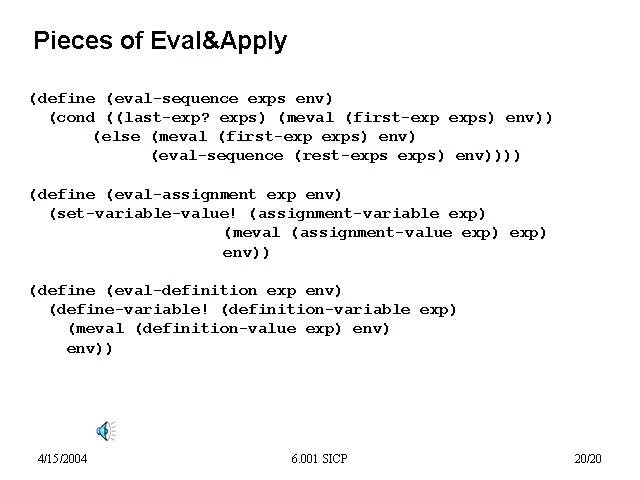 Pieces of Eval&Apply
(define (eval-sequence exps env)
  (cond ((last-exp? exps) (meval (first-exp exps) env))
        (else (meval (first-exp exps) env)
              (eval-sequence (rest-exps exps) env))))
(define (eval-assignment exp env)
  (set-variable-value! (assignment-variable exp)
                       (meval (assignment-value exp) exp)
                       env))
(define (eval-definition exp env)
  (define-variable! (definition-variable exp)
    (meval (definition-value exp) env)
    env))
4/15/2004
6.001 SICP
20/20